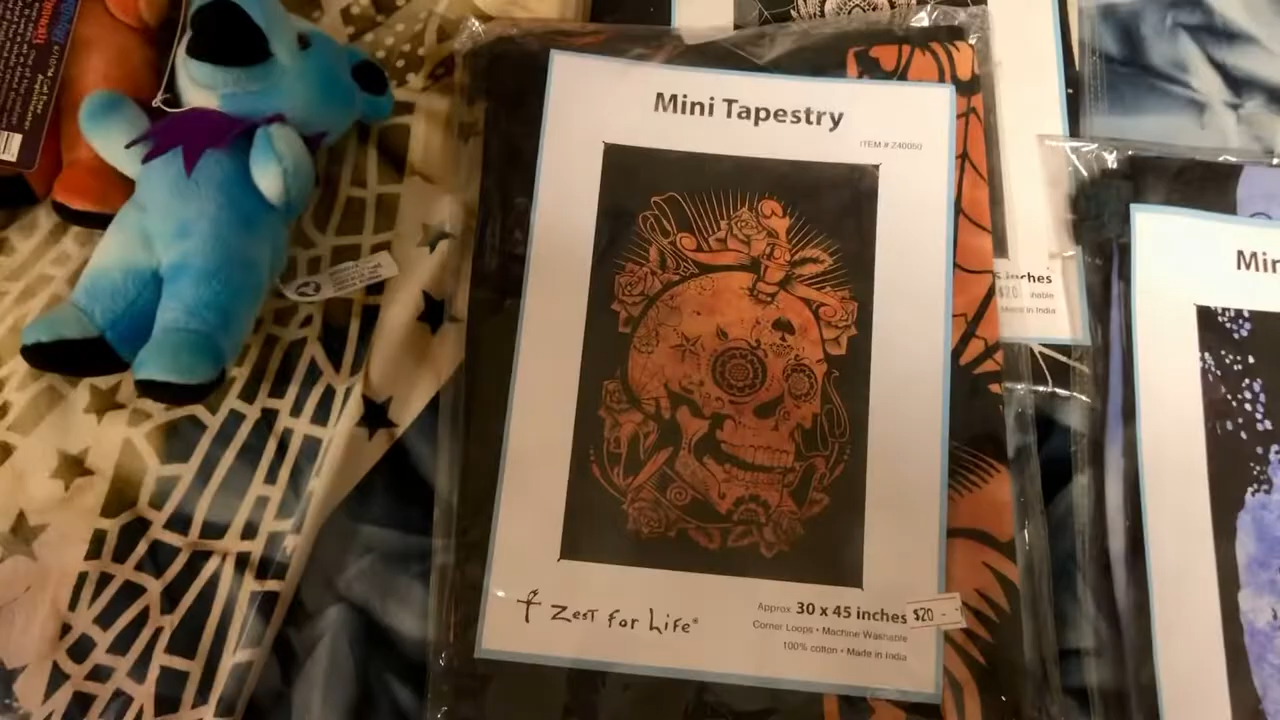 Mini Tapestry
ITEM # Z40050
Zest For Life®
Approx. 30 x 45 inches
$20 -
Corner Loops • Machine Washable
100% cotton • Made in India
inches
$20
Made in India
Mi